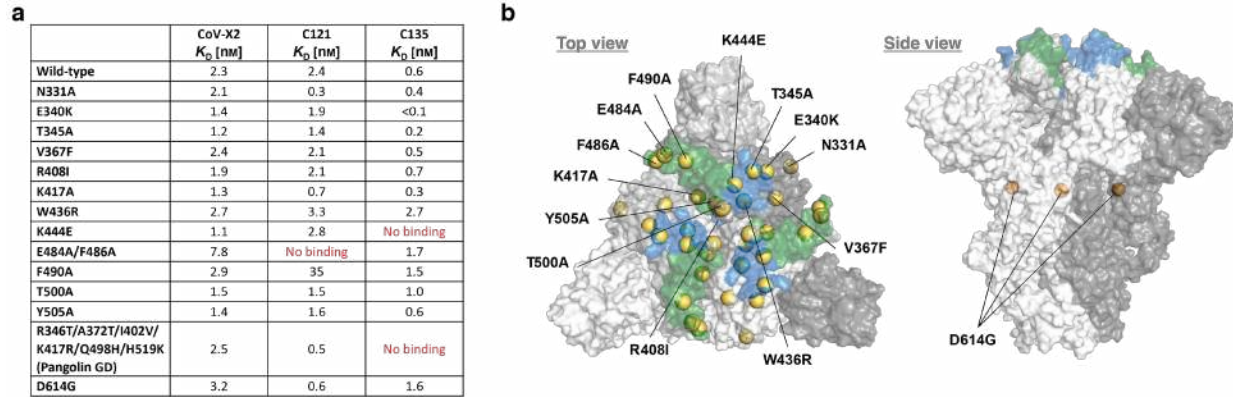 a
CoV-X2 C121 C135
KD [nM] KD [nM] KD [nM]
Wild-type 2.3 2.4 0.6
N331A 2.1 0.3 0.4
E340K 1.4 1.9 <0.1
T345A 1.2 1.4 0.2
V367F 2.4 2.1 0.5
R408I 1.9 2.1 0.7
K417A 1.3 0.7 0.3
W436R 2.7 3.3 2.7
K444E 1.1 2.8 No binding
E484A/F486A 7.8 No binding 1.7
F490A 2.9 35 1.5
T500A 1.5 1.5 1.0
Y505A 1.4 1.6 0.6
R346T/A372T/I402V/
K417R/Q498H/H519K 2.5 0.5 No binding
(Pangolin GD)
D614G 3.2 0.6 1.6
b
Top view
K444E
F490A
T345A
E484A
E340K
F486A
N331A
K417A
Y505A
V367F
T500A
R408I
W436R
Side view
D614G